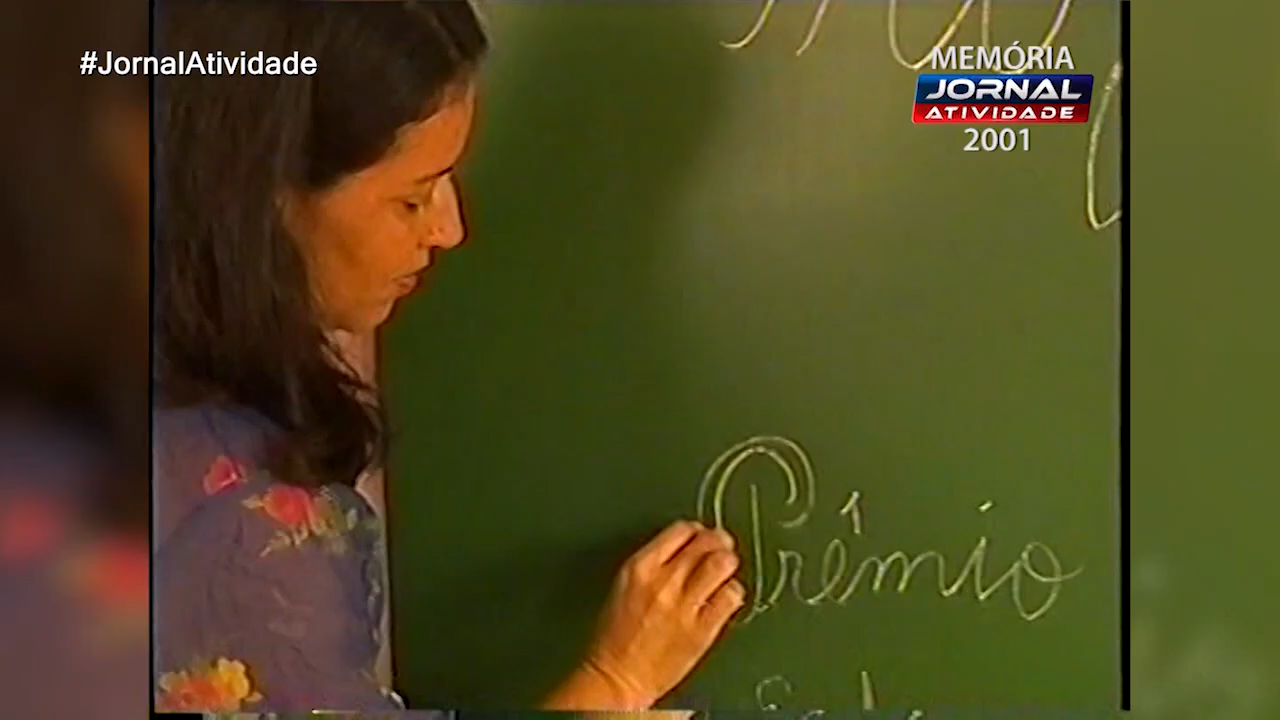 #JornalAtividade
MEMÓRIA
JORNAL
ATIVIDADE
2001
Prêmio